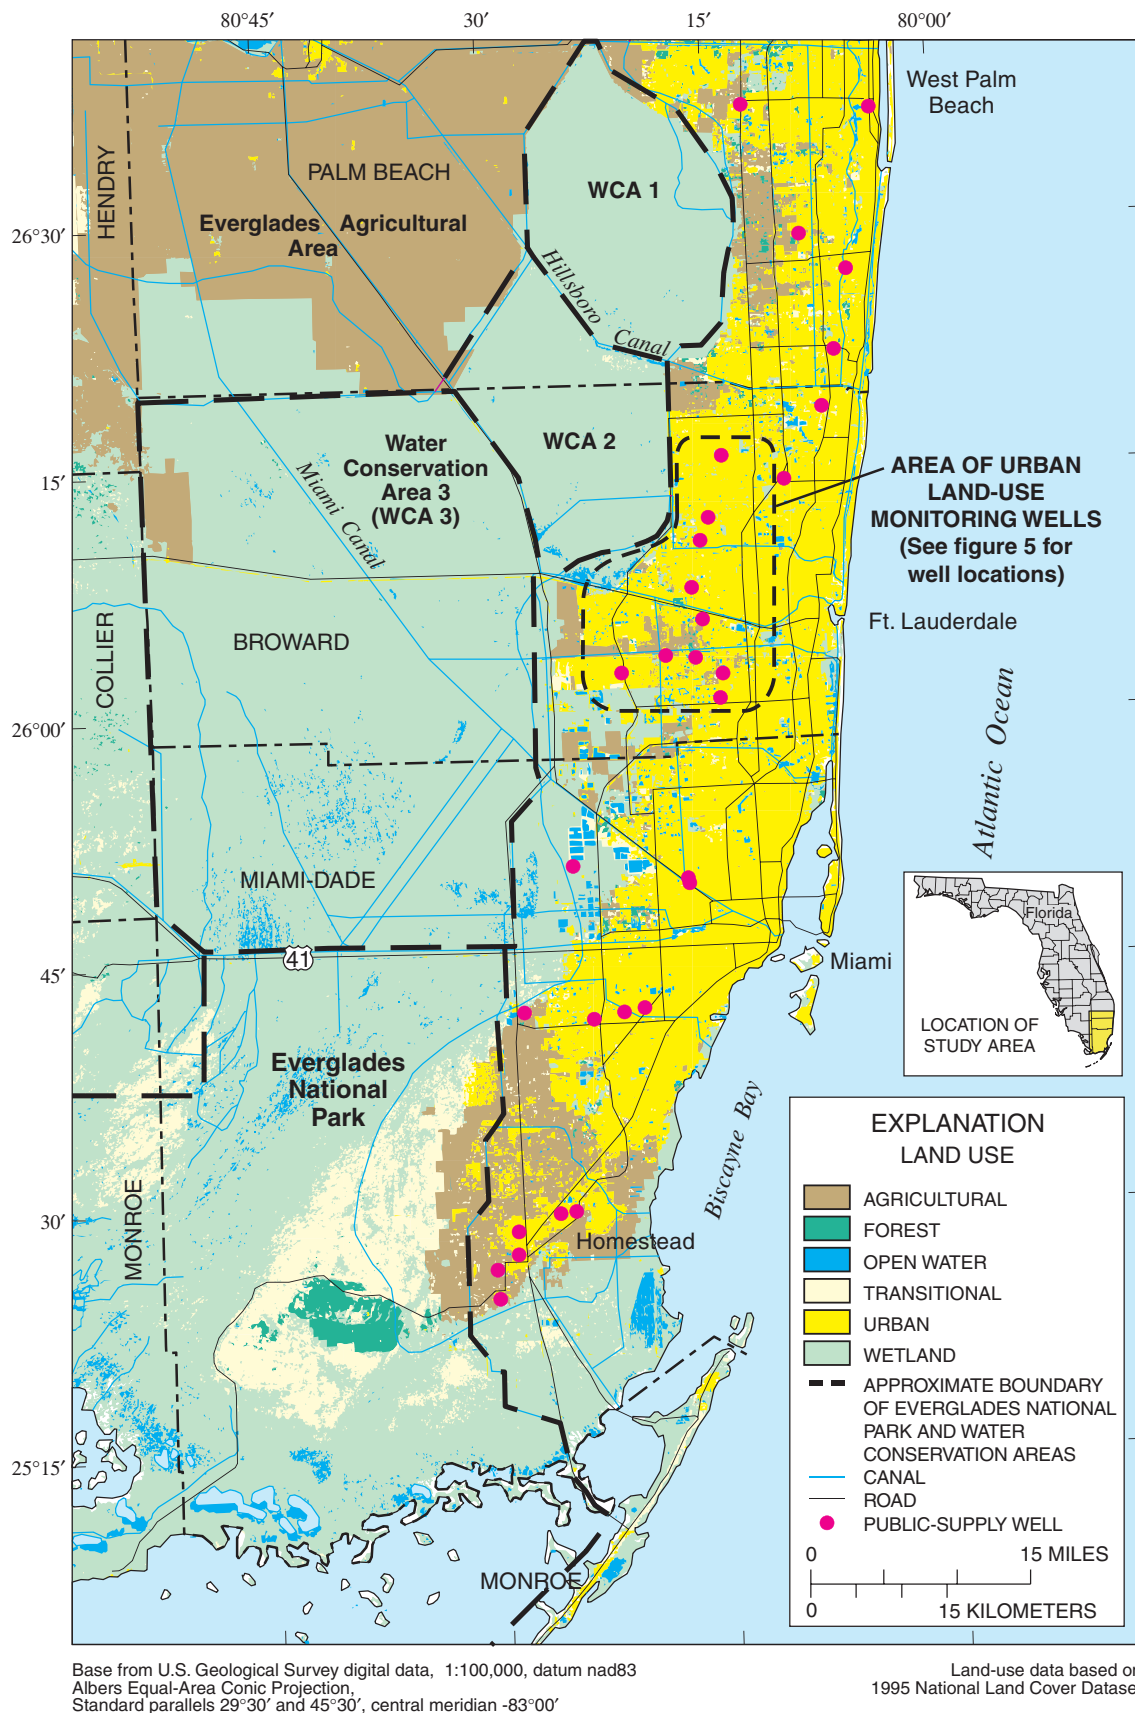 80°45′
30′
15′
80°00′
West Palm
Beach
HENDRY
PALM BEACH
WCA 1
Everglades Agricultural
Area
26°30′
Hillsboro
Canal
Water
Conservation
Area 3
(WCA 3)
WCA 2
Miami Canal
15′
AREA OF URBAN
LAND-USE
MONITORING WELLS
(See figure 5 for
well locations)
COLLIER
BROWARD
Ft. Lauderdale
26°00′
Atlantic Ocean
MIAMI-DADE
Florida
LOCATION OF
STUDY AREA
41
Miami
45′
Everglades
National
Park
Biscayne Bay
MONROE
30′
Homestead
25°15′
MONROE
EXPLANATION
LAND USE
AGRICULTURAL
FOREST
OPEN WATER
TRANSITIONAL
URBAN
WETLAND
APPROXIMATE BOUNDARY
OF EVERGLADES NATIONAL
PARK AND WATER
CONSERVATION AREAS
CANAL
ROAD
PUBLIC-SUPPLY WELL
0 15 MILES
0 15 KILOMETERS
Base from U.S. Geological Survey digital data, 1:100,000, datum nad83
Albers Equal-Area Conic Projection,
Standard parallels 29°30′ and 45°30′, central meridian -83°00′
Land-use data based on
1995 National Land Cover Datase